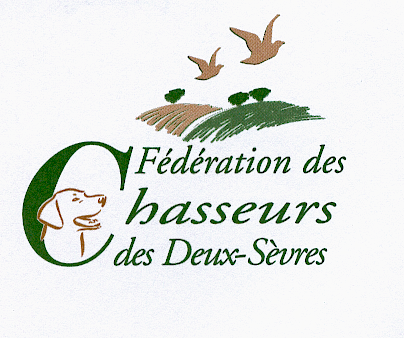 Fédération des
Chasseurs
des Deux-Sèvres